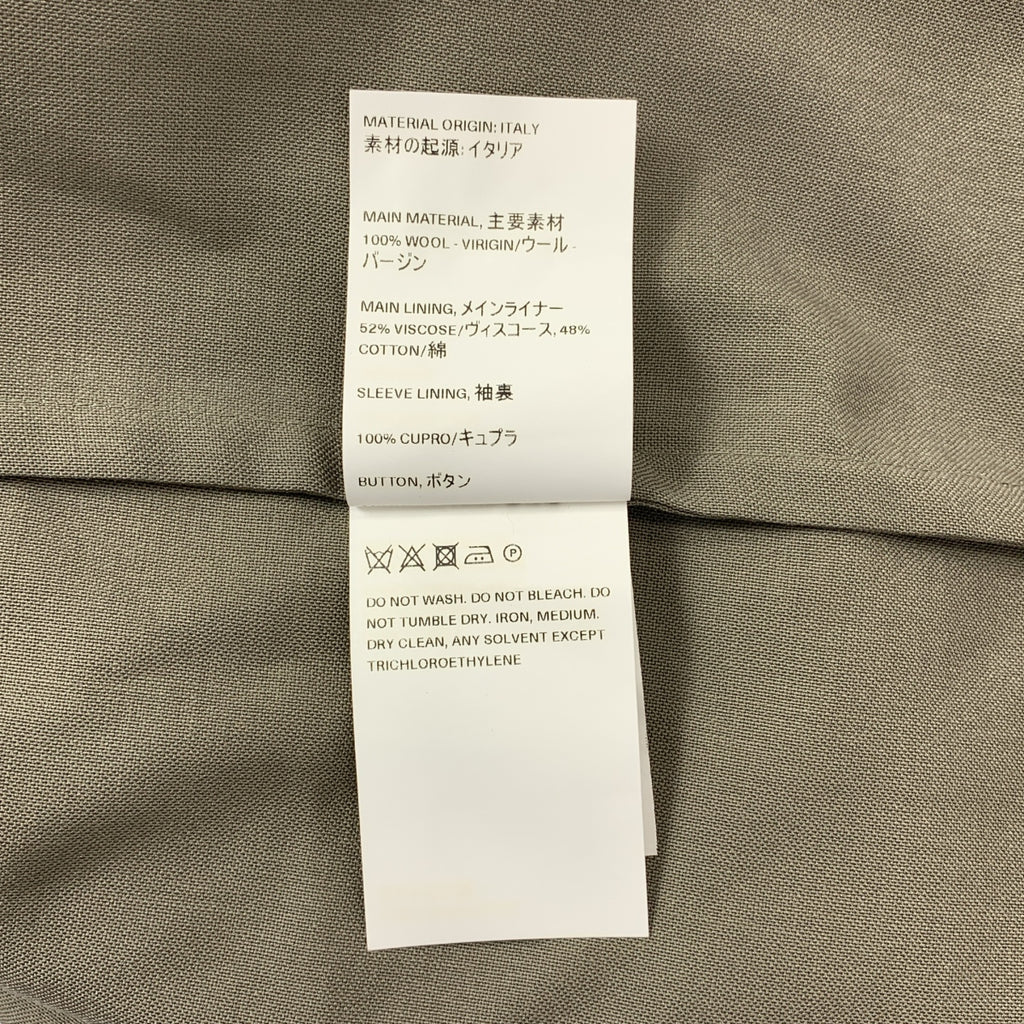 MATERIAL ORIGIN: ITALY
素材の起源: イタリア
MAIN MATERIAL, 主要素材
100% WOOL - VIRIGIN/ウール -
バージン
MAIN LINING, メインライナー
52% VISCOSE/ヴィスコース, 48%
COTTON/綿
SLEEVE LINING, 袖裏
100% CUPRO/キュプラ
BUTTON, ボタン
P
DO NOT WASH. DO NOT BLEACH. DO
NOT TUMBLE DRY. IRON, MEDIUM.
DRY CLEAN, ANY SOLVENT EXCEPT
TRICHLOROETHYLENE